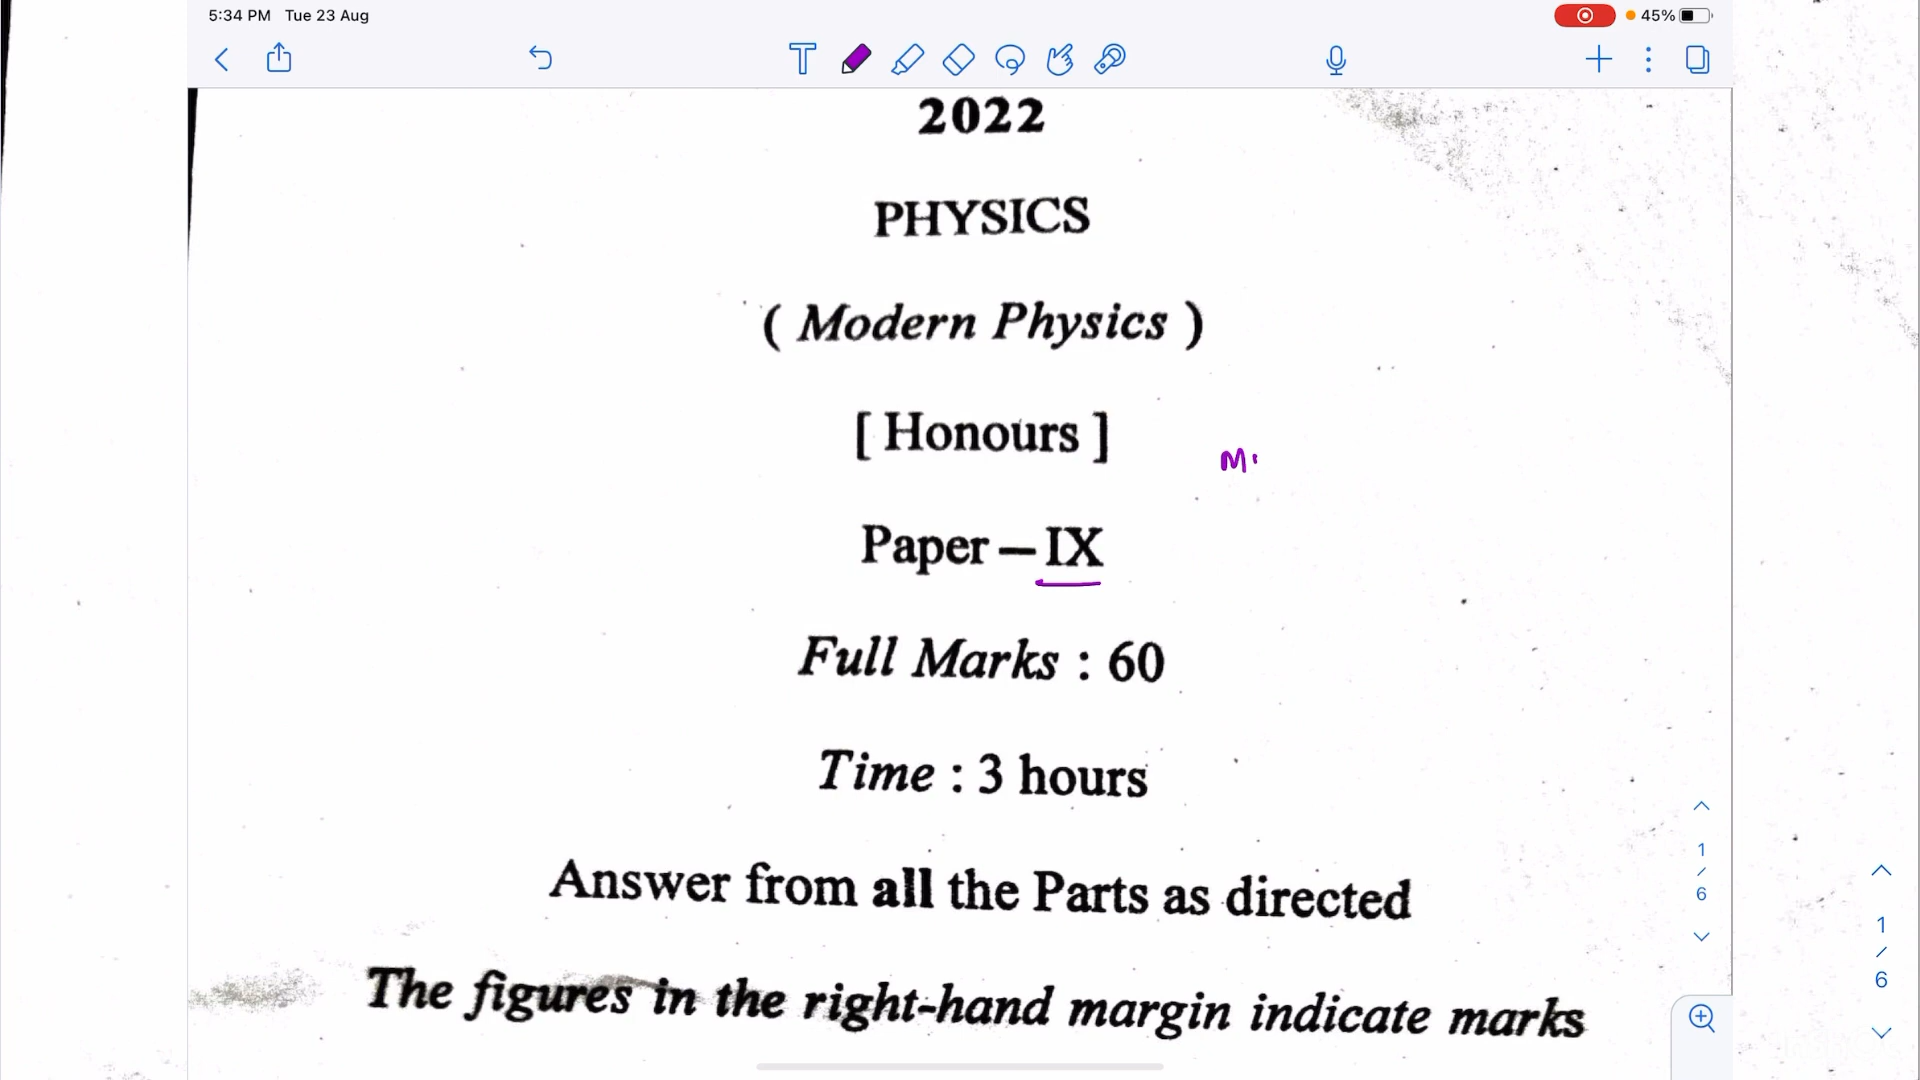 5:34 PM Tue 23 Aug
45%
2022
PHYSICS
( Modern Physics )
[ Honours ]
M
Paper – IX
Full Marks : 60
Time : 3 hours
Answer from all the Parts as directed
The figures in the right-hand margin indicate marks
1
/
6
1
/
6